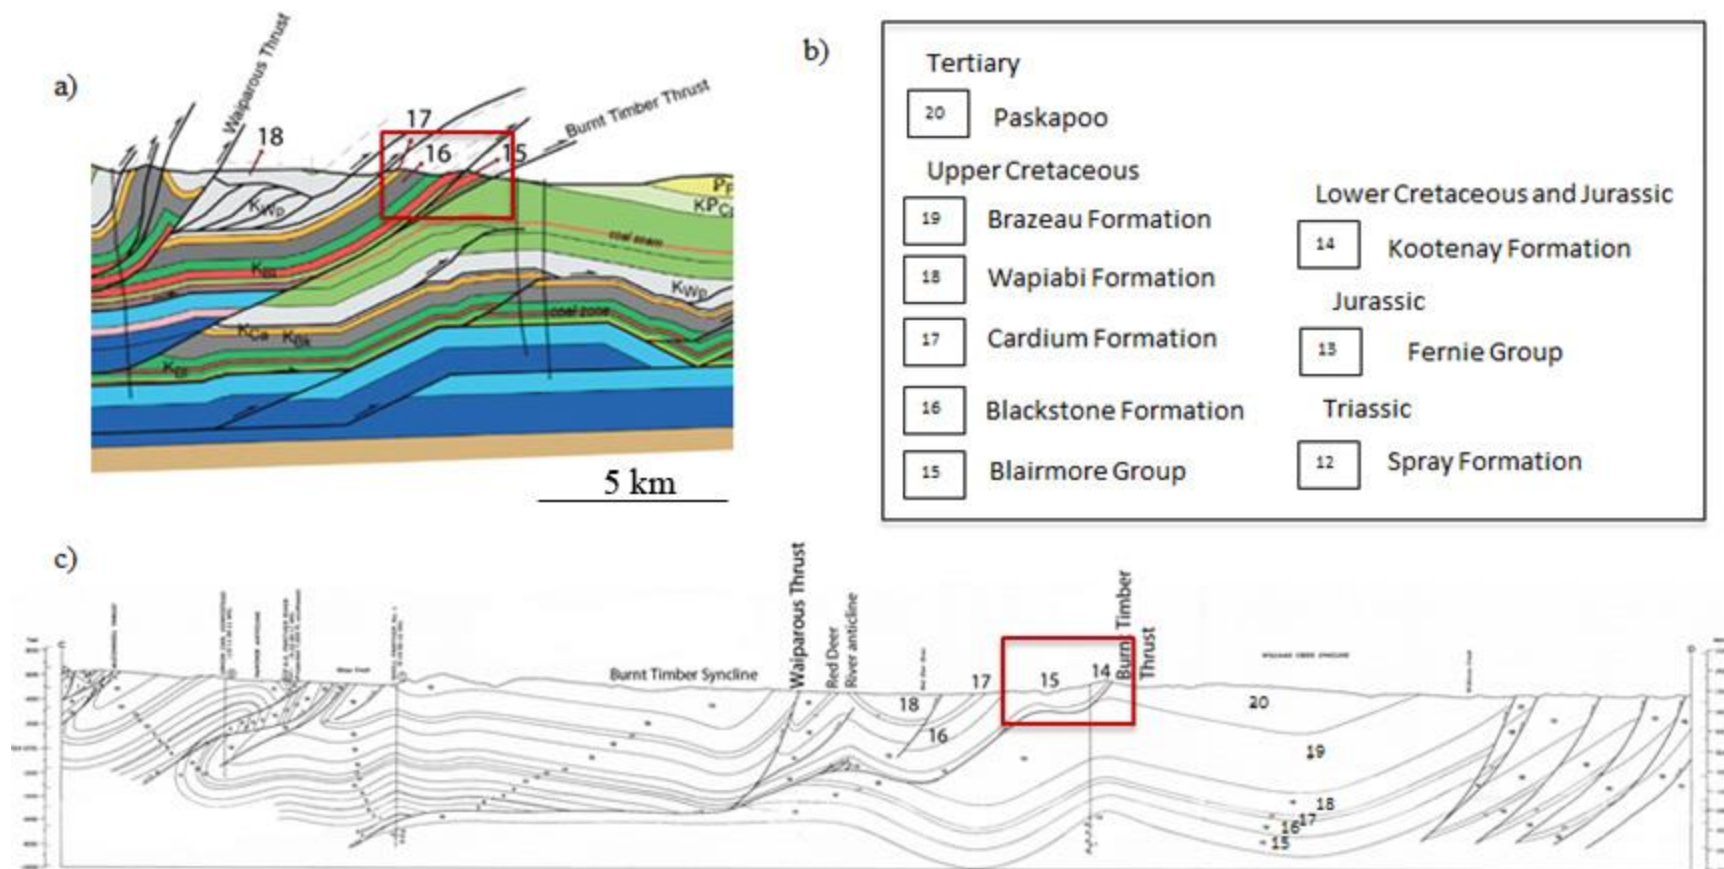 a)
Waiparous Thrust
18
17
16
15
Burnt Timber Thrust
KWp
coal seam
KWp
coal zone
KCa
KBk
KBl
5 km
b)
Tertiary
20 Paskapoo
Upper Cretaceous
19 Brazeau Formation
18 Wapiabi Formation
17 Cardium Formation
16 Blackstone Formation
15 Blairmore Group
Lower Cretaceous and Jurassic
14 Kootenay Formation
Jurassic
13 Fernie Group
Triassic
12 Spray Formation
c)
Burnt Timber Syncline
Waiparous Thrust
Red Deer
River anticline
18
17
16
15
14
Burnt Timber
Thrust
20
19
18
17
16
15